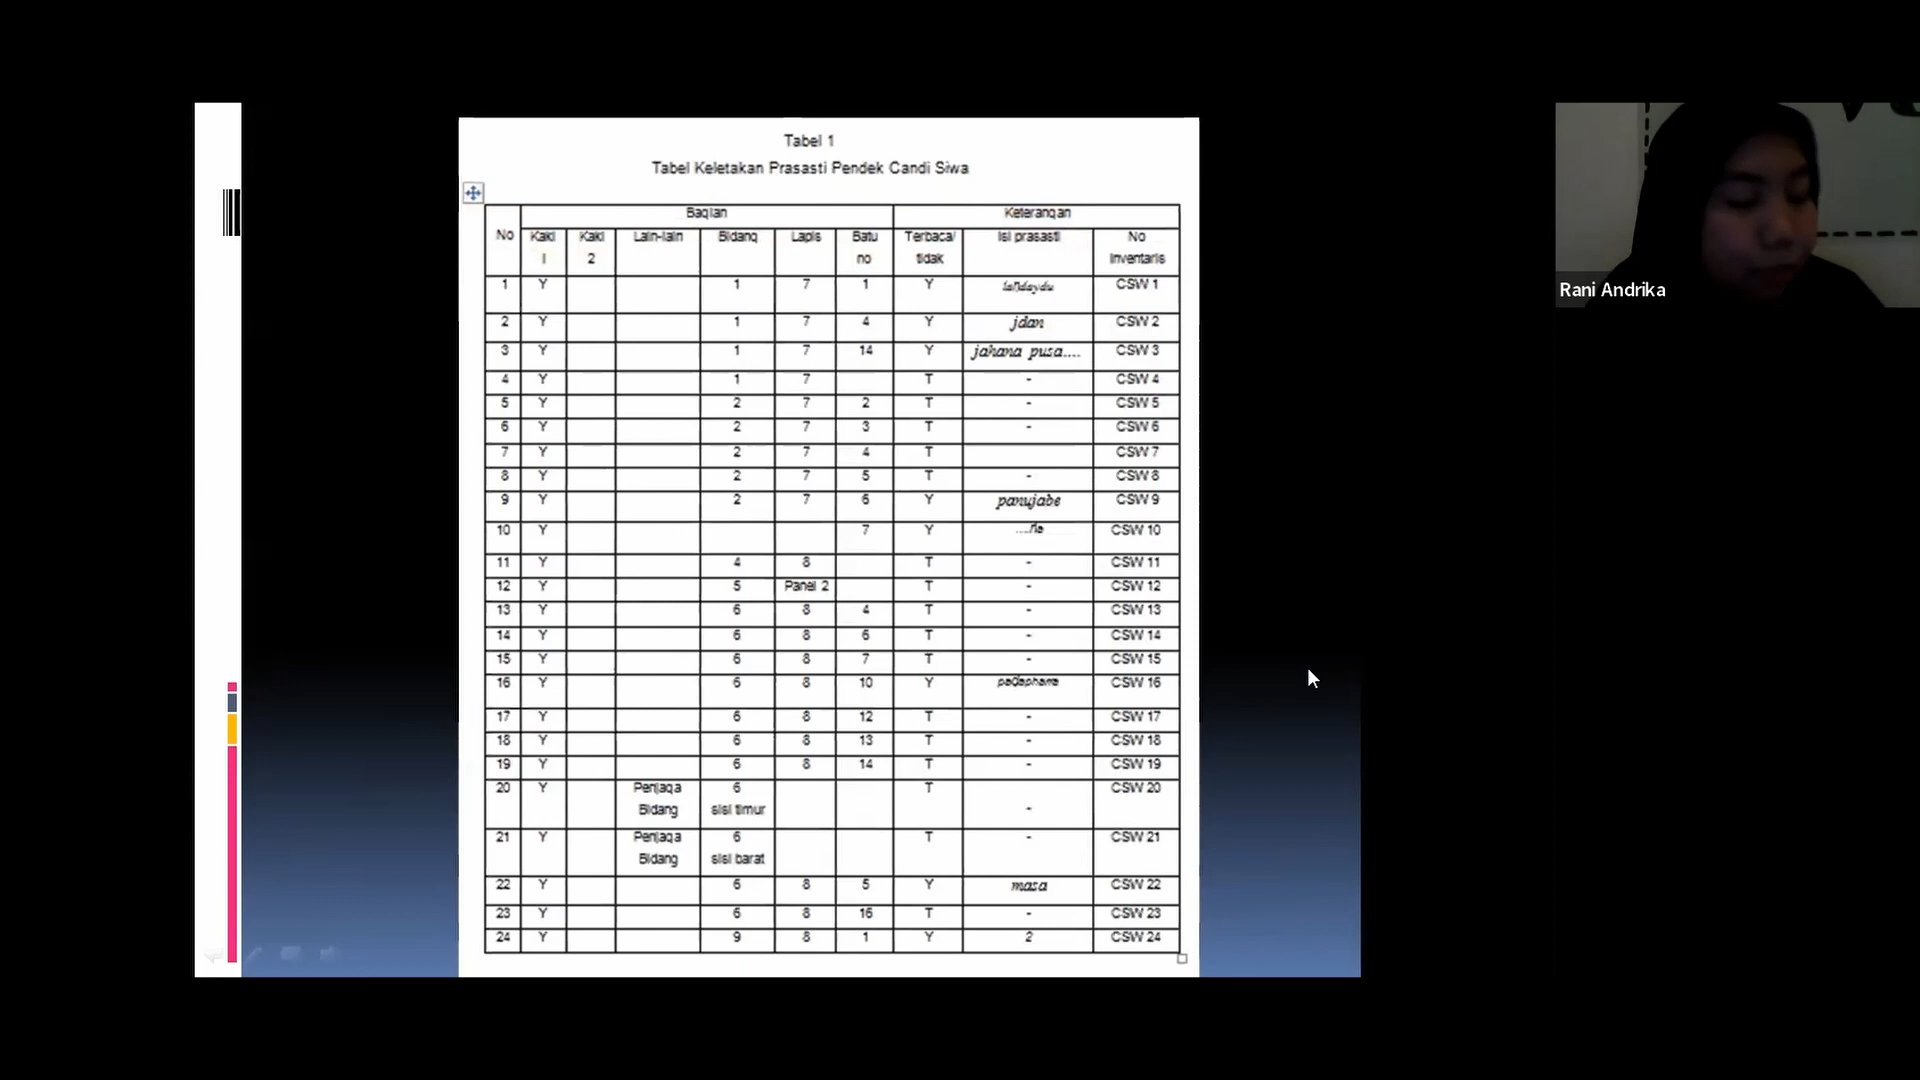 Tabel 1
Tabel Keletakan Prasasti Pendek Candi Siwa
No Bagian Keterangan
Kaki 1 Kaki 2 Lain-lain Bidang Lapis Batu no Terbaca/ tidak Isi prasasti No Inventaris
1 Y 1 7 1 Y CSW 1
2 Y 1 7 4 Y jdan CSW 2
3 Y 1 7 14 Y jahana pusa.... CSW 3
4 Y 1 7 T - CSW 4
5 Y 2 7 2 T - CSW 5
6 Y 2 7 3 T - CSW 6
7 Y 2 7 4 T CSW 7
8 Y 2 7 5 T - CSW 8
9 Y 2 7 6 Y panujabe CSW 9
10 Y 7 Y CSW 10
11 Y 4 8 T - CSW 11
12 Y 5 Panel 2 T - CSW 12
13 Y 6 8 4 T - CSW 13
14 Y 6 8 6 T - CSW 14
15 Y 6 8 7 T - CSW 15
16 Y 6 8 10 Y CSW 16
17 Y 6 8 12 T - CSW 17
18 Y 6 8 13 T - CSW 18
19 Y 6 8 14 T - CSW 19
20 Y Penjaga Bidang 6 sisi timur T - CSW 20
21 Y Penjaga Bidang 6 sisi barat T - CSW 21
22 Y 6 8 5 Y masa CSW 22
23 Y 6 8 16 T - CSW 23
24 Y 9 8 1 Y 2 CSW 24
Rani Andrika